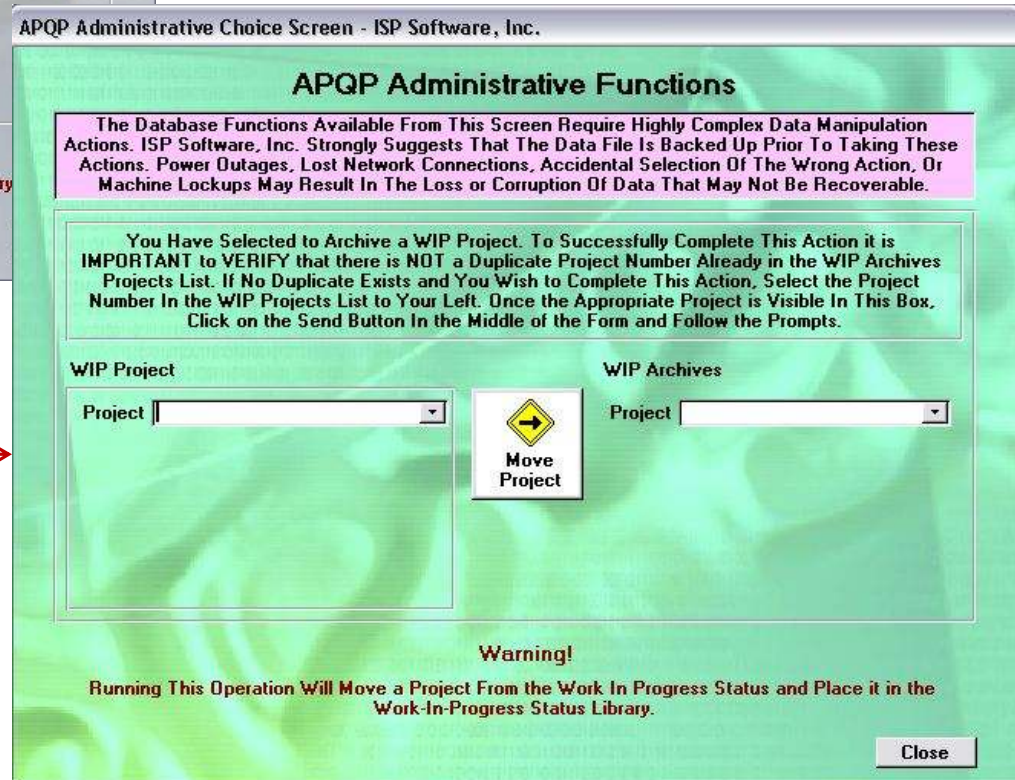 APQP Administrative Choice Screen - ISP Software, Inc.
APQP Administrative Functions
The Database Functions Available From This Screen Require Highly Complex Data Manipulation
Actions. ISP Software, Inc. Strongly Suggests That The Data File Is Backed Up Prior To Taking These
Actions. Power Outages, Lost Network Connections, Accidental Selection Of The Wrong Action, Or
Machine Lockups May Result In The Loss or Corruption Of Data That May Not Be Recoverable.
You Have Selected to Archive a WIP Project. To Successfully Complete This Action it is
IMPORTANT to VERIFY that there is NOT a Duplicate Project Number Already in the WIP Archives
Projects List. If No Duplicate Exists and You Wish to Complete This Action, Select the Project
Number In the WIP Projects List to Your Left. Once the Appropriate Project is Visible In This Box,
Click on the Send Button In the Middle of the Form and Follow the Prompts.
WIP Project
WIP Archives
Project
Project
Move
Project
Warning!
Running This Operation Will Move a Project From the Work In Progress Status and Place it in the
Work-In-Progress Status Library.
Close